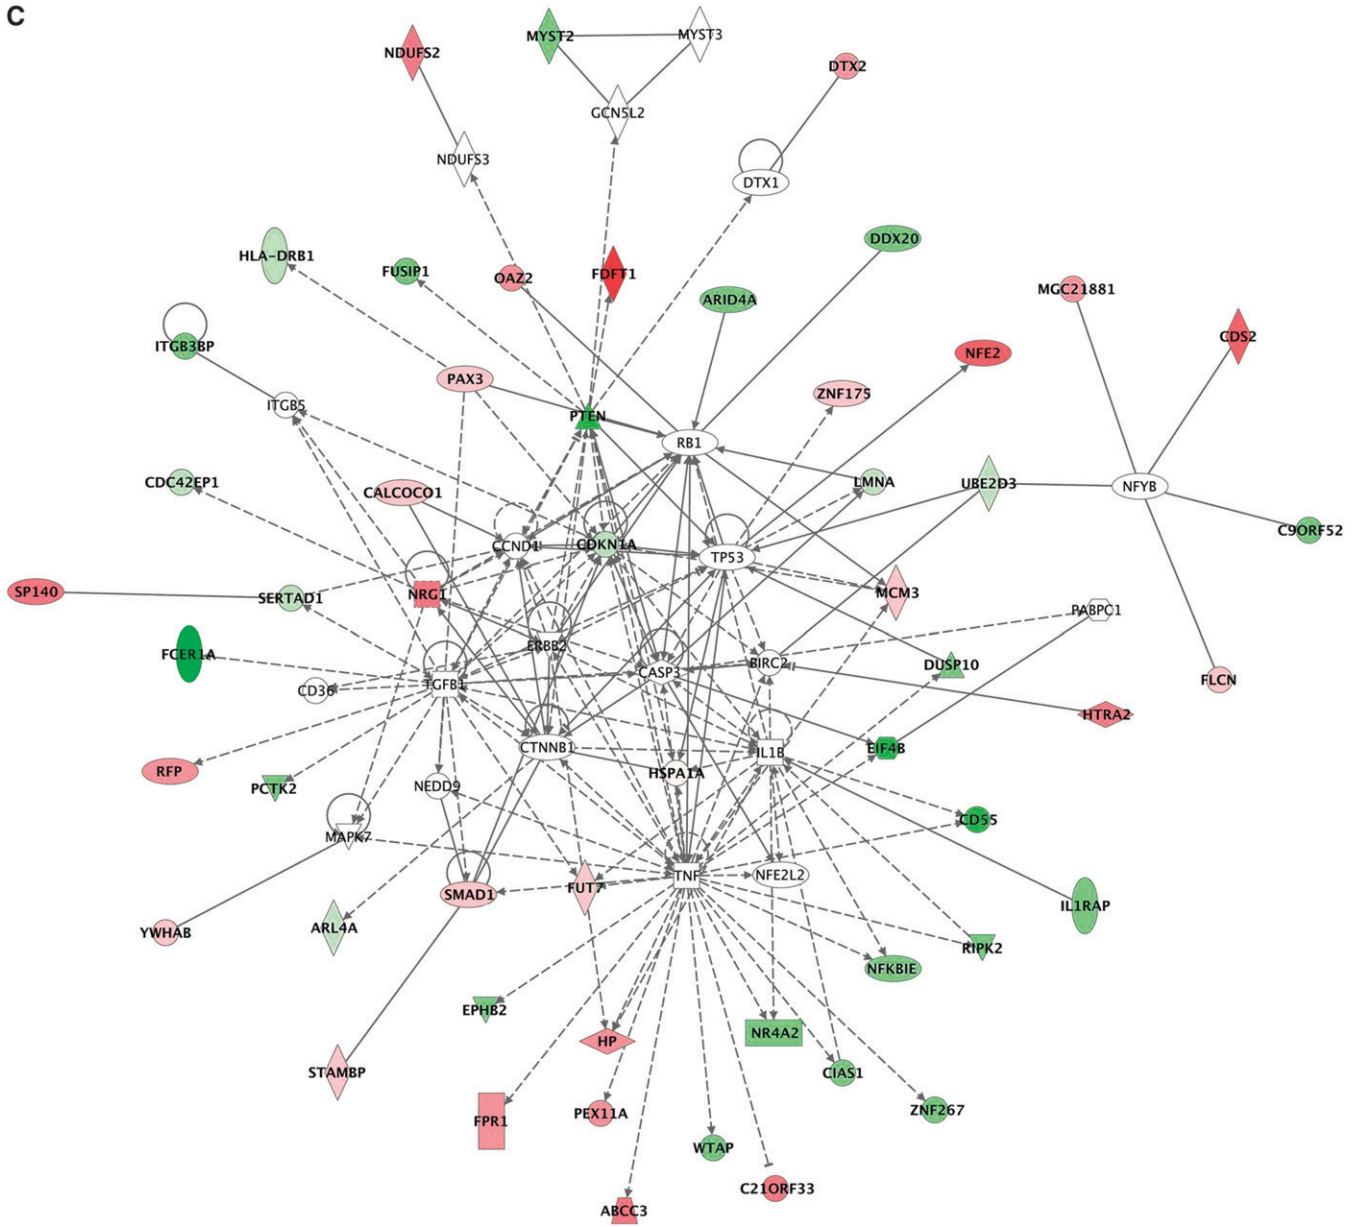 C
MYST2
MYST3
NDUFS2
DTX2
GCN5L2
NDUFS3
DTX1
DDX20
HLA-DRB1
FUSIP1
OAZ2
FDFT1
ARID4A
MGC21881
CDS2
ITGB3BP
NFE2
PAX3
ZNF175
ITGB5
PTEN
RB1
CDC42EP1
CALCOCO1
LMNA
UBE2D3
NFYB
C9ORF52
CCND1
CDKN1A
TP53
SP140
SERTAD1
NRG1
MCM3
PABPC1
FCER1A
ERBB2
CASP3
BIRC2
DUSP10
CD36
TGFB1
FLCN
HTRA2
RFP
PCTK2
CTNNB1
IL1B
EIF4B
NEDD9
HSPA1A
MAPK7
CD55
SMAD1
FUT7
TNF
NFE2L2
YWHAB
ARL4A
IL1RAP
RIPK2
NFKBIE
EPHB2
HP
NR4A2
STAMBP
CIAS1
FPR1
PEX11A
ZNF267
WTAP
C21ORF33
ABCC3